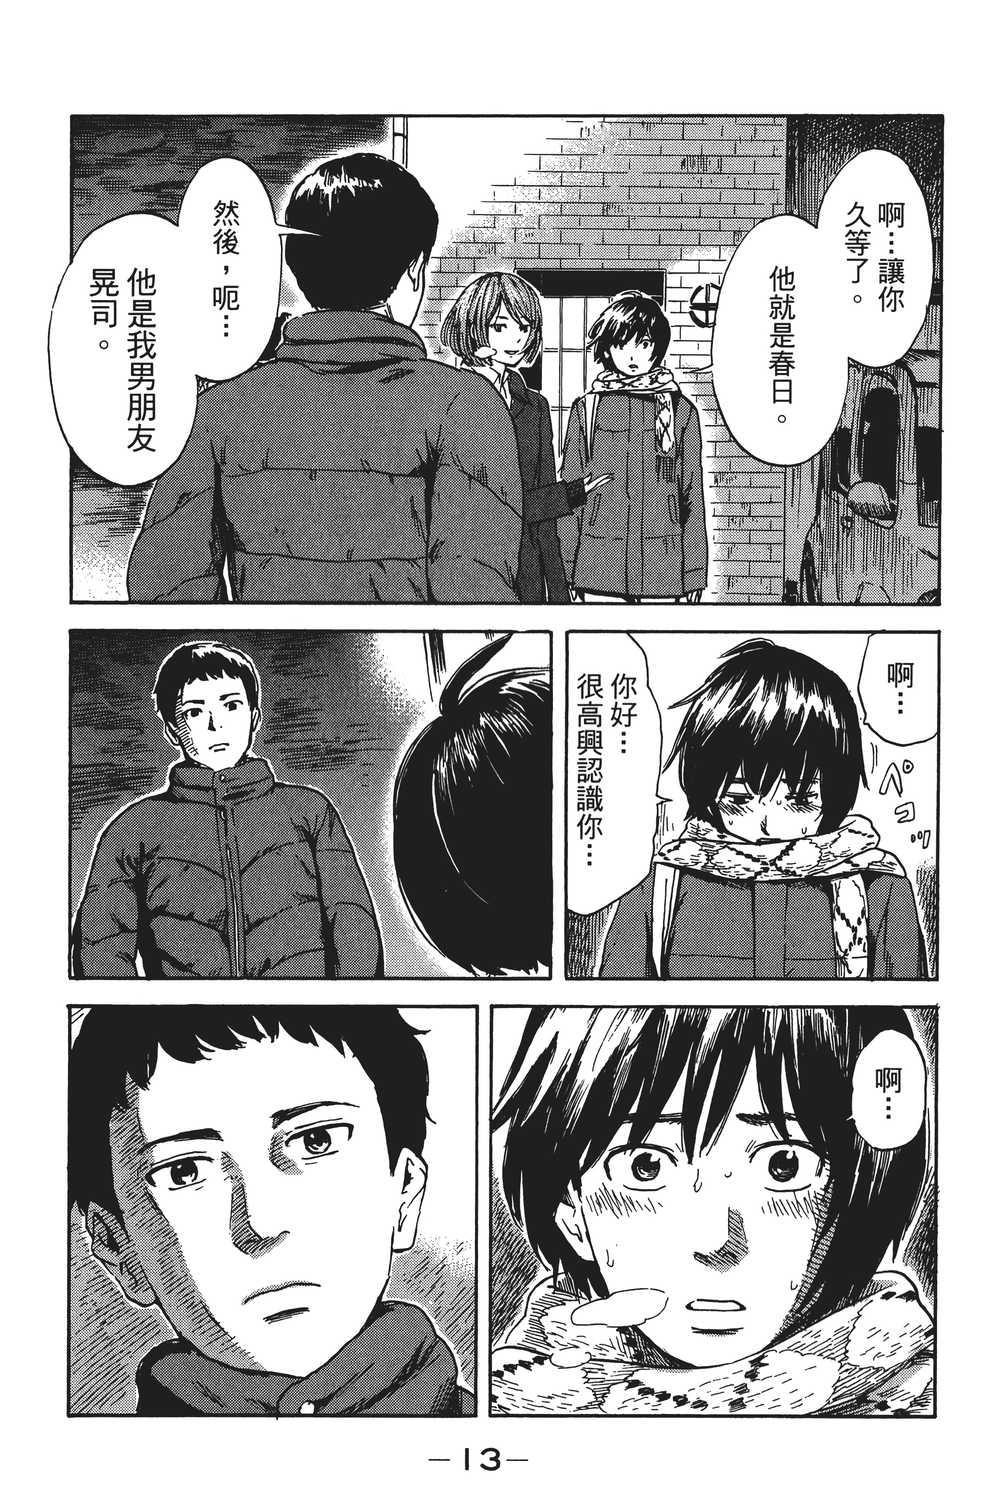 啊…讓你
久等了。
他就是春日。
然後，呃…
他是我男朋友
晃司。
啊…
ペコッ
你好…
很高興認識你…
啊…
—13—